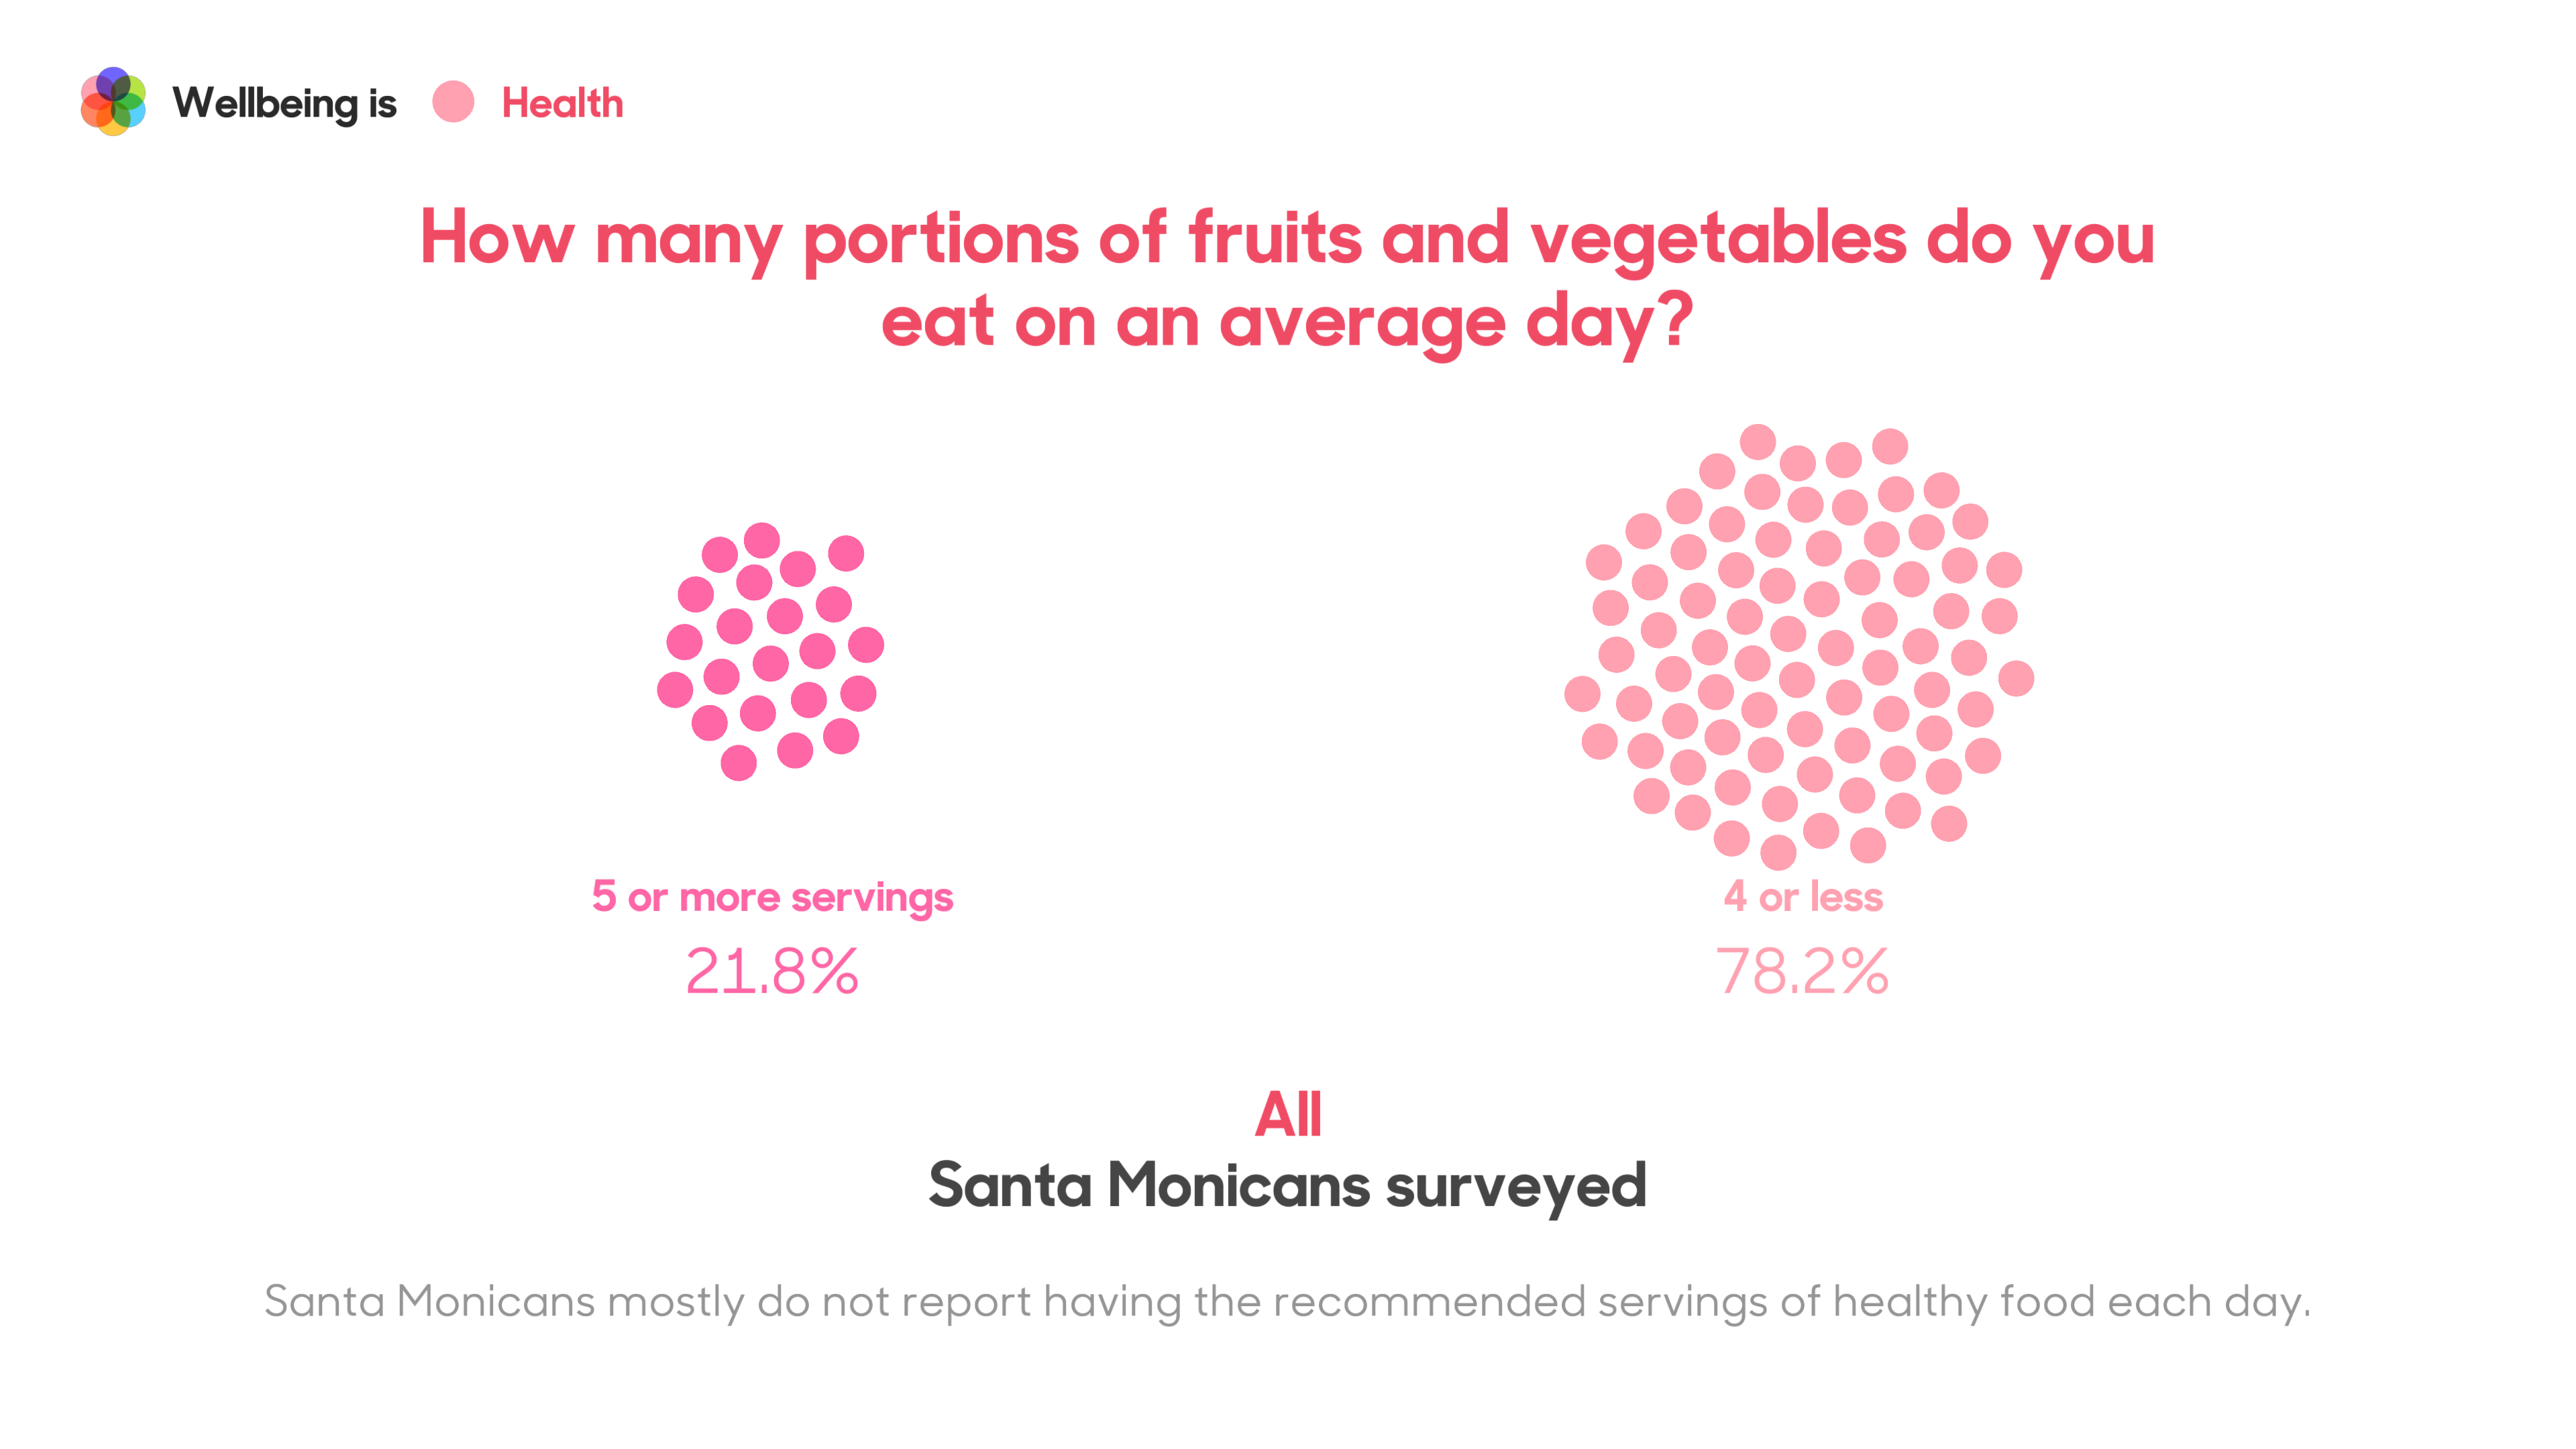 Wellbeing is Health
How many portions of fruits and vegetables do you
eat on an average day?
5 or more servings
21.8%
4 or less
78.2%
All
Santa Monicans surveyed
Santa Monicans mostly do not report having the recommended servings of healthy food each day.